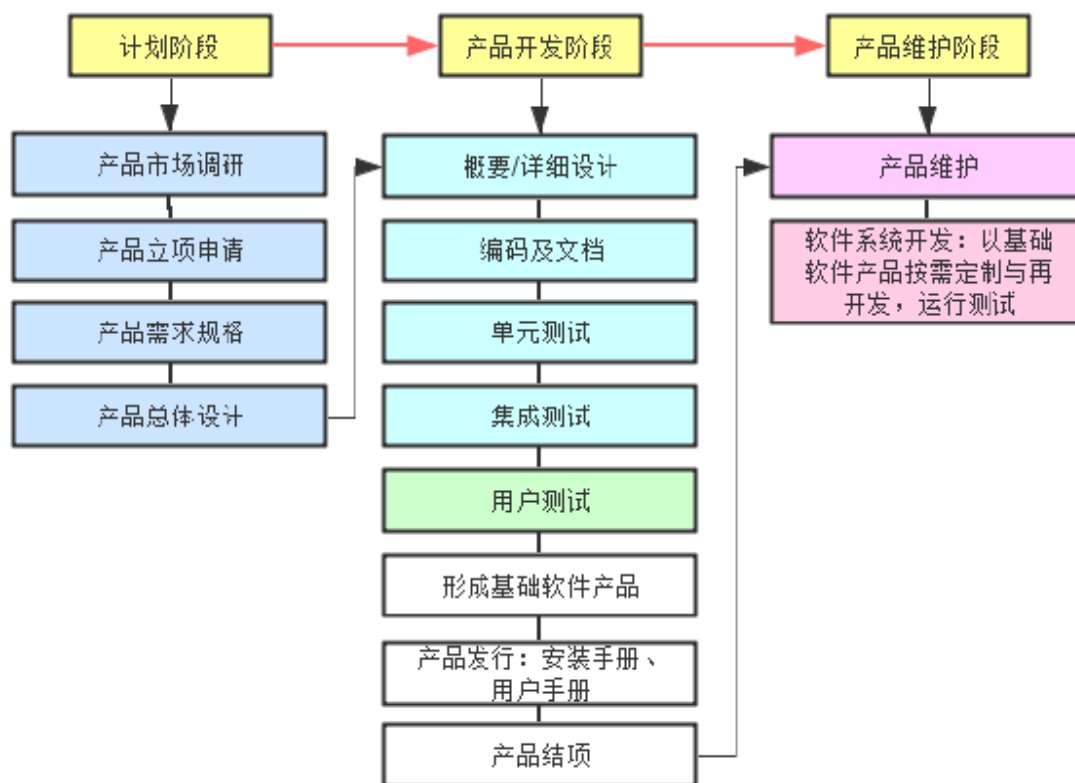 计划阶段
产品开发阶段
产品维护阶段
产品市场调研
产品立项申请
产品需求规格
产品总体设计
概要/详细设计
编码及文档
单元测试
集成测试
用户测试
形成基础软件产品
产品发行：安装手册、
用户手册
产品结项
产品维护
软件系统开发：以基础
软件产品按需定制与再
开发，运行测试